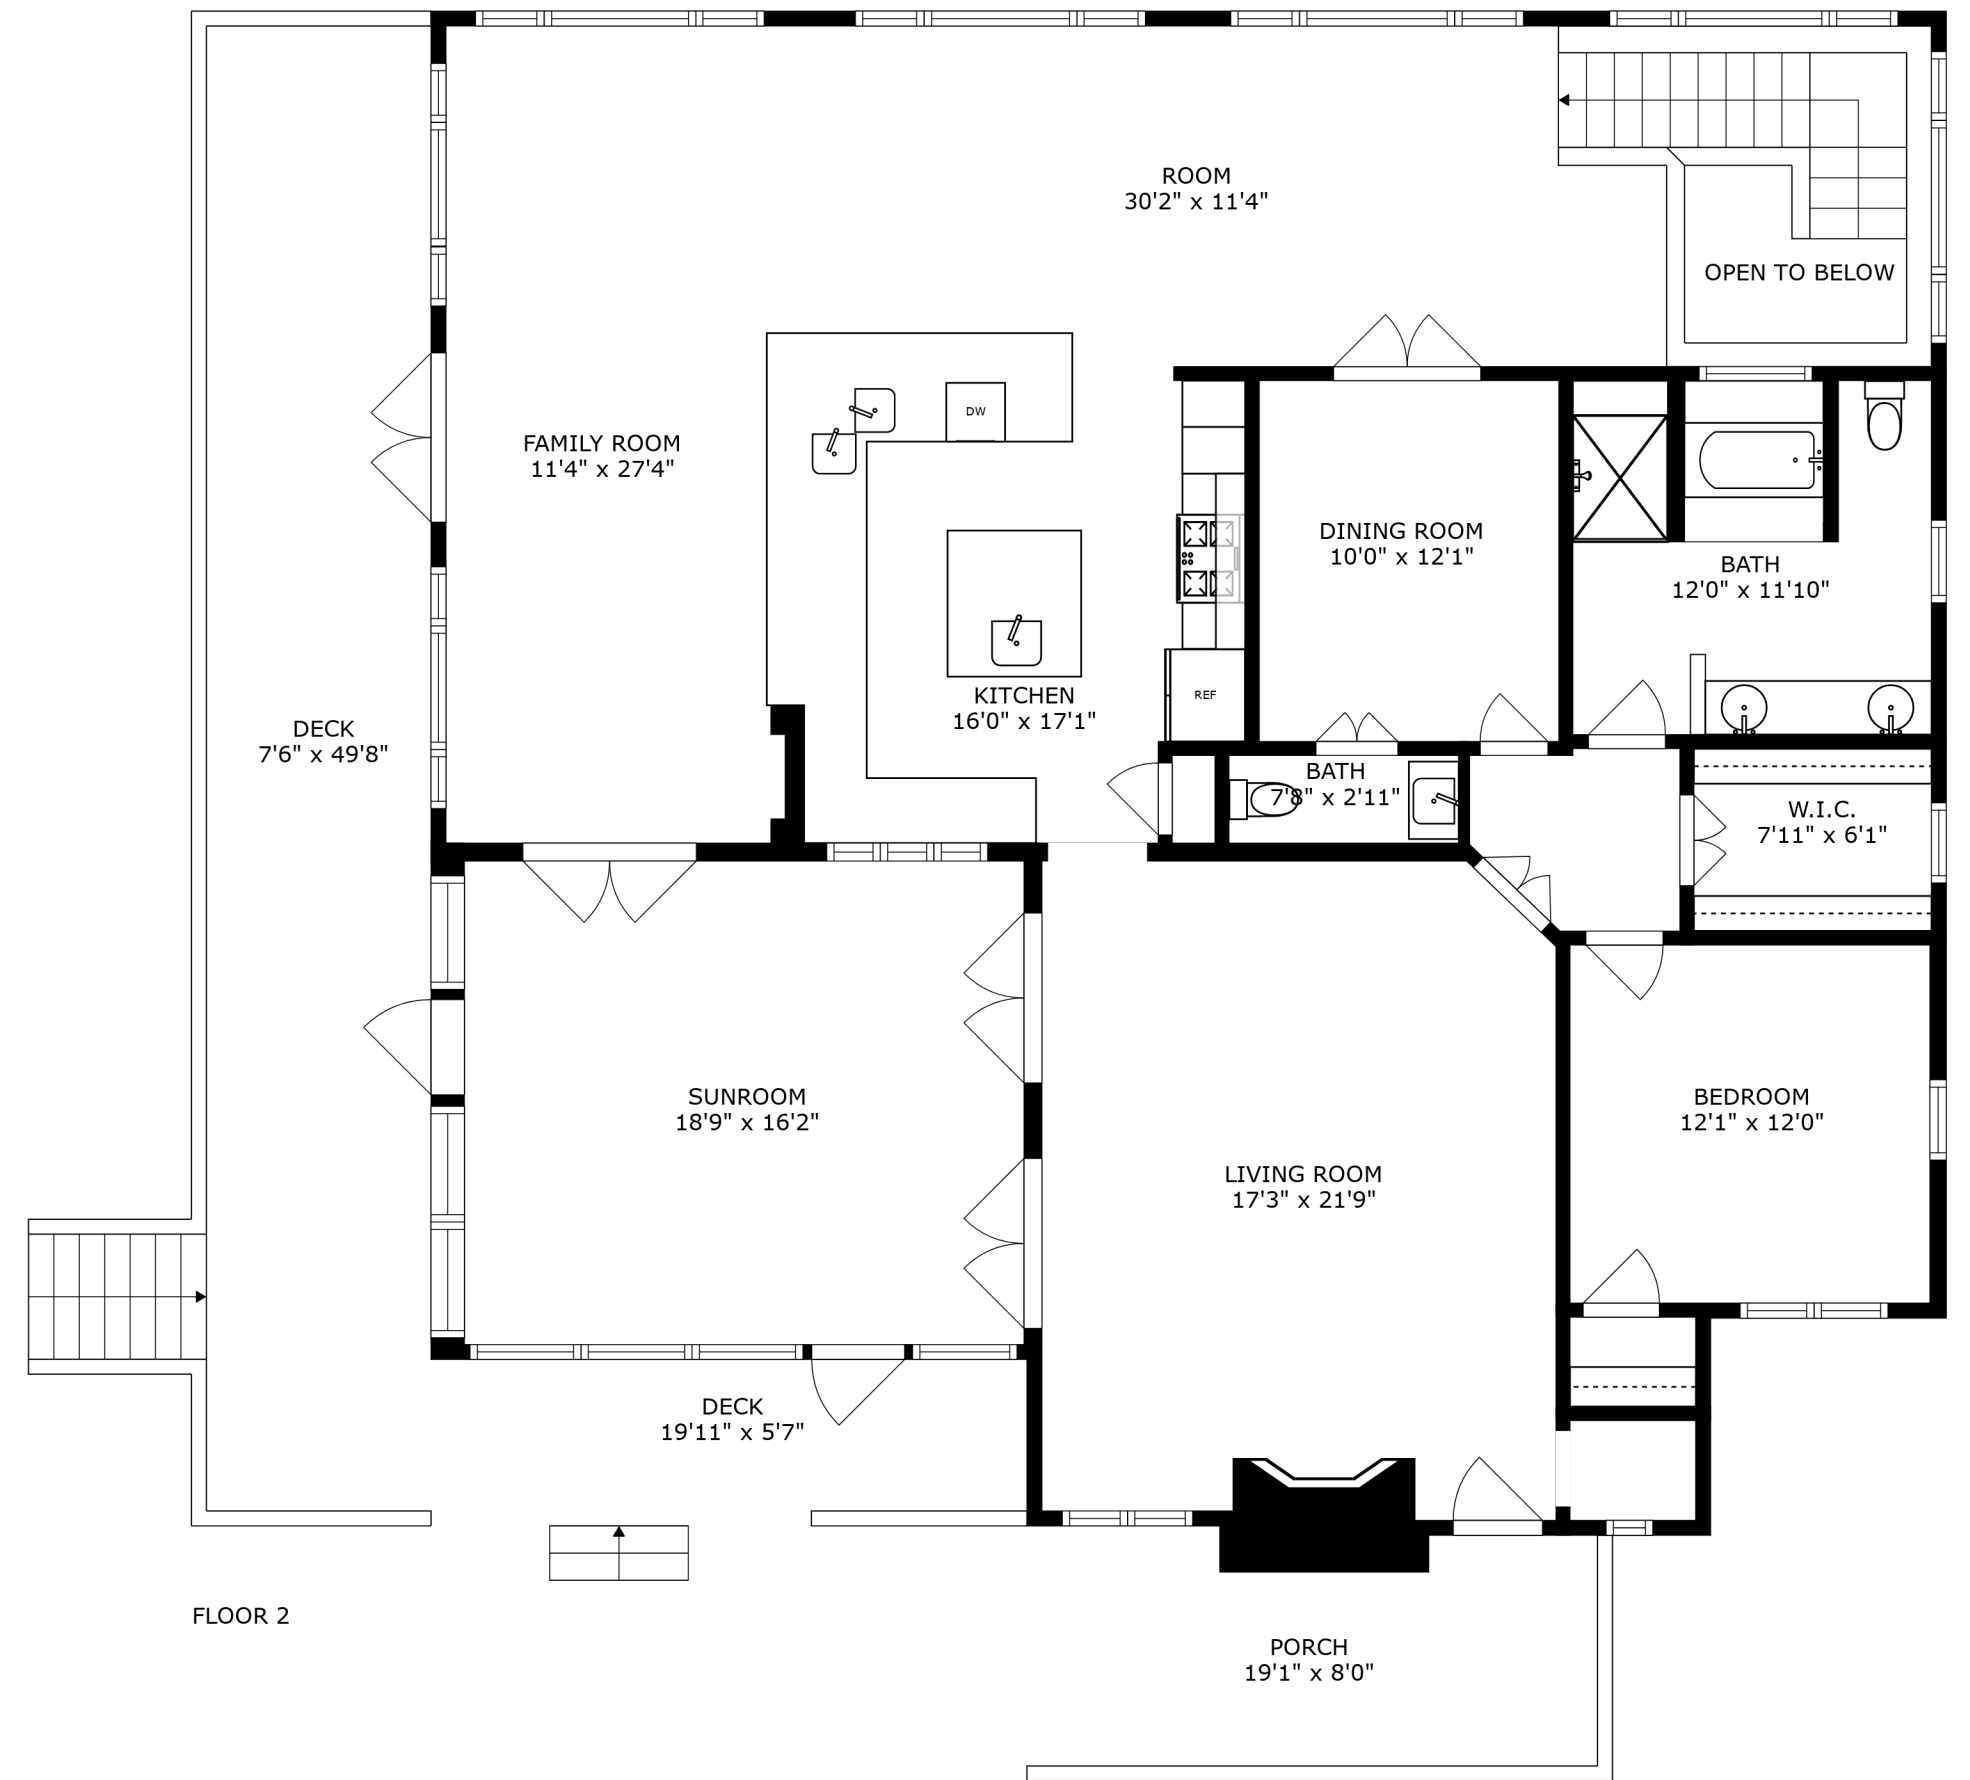 ROOM
30'2" x 11'4"
OPEN TO BELOW
DW
FAMILY ROOM
11'4" x 27'4"
DINING ROOM
10'0" x 12'1"
BATH
12'0" x 11'10"
KITCHEN
16'0" x 17'1"
REF
DECK
7'6" x 49'8"
BATH
7'8" x 2'11"
W.I.C.
7'11" x 6'1"
SUNROOM
18'9" x 16'2"
BEDROOM
12'1" x 12'0"
LIVING ROOM
17'3" x 21'9"
DECK
19'11" x 5'7"
FLOOR 2
PORCH
19'1" x 8'0"